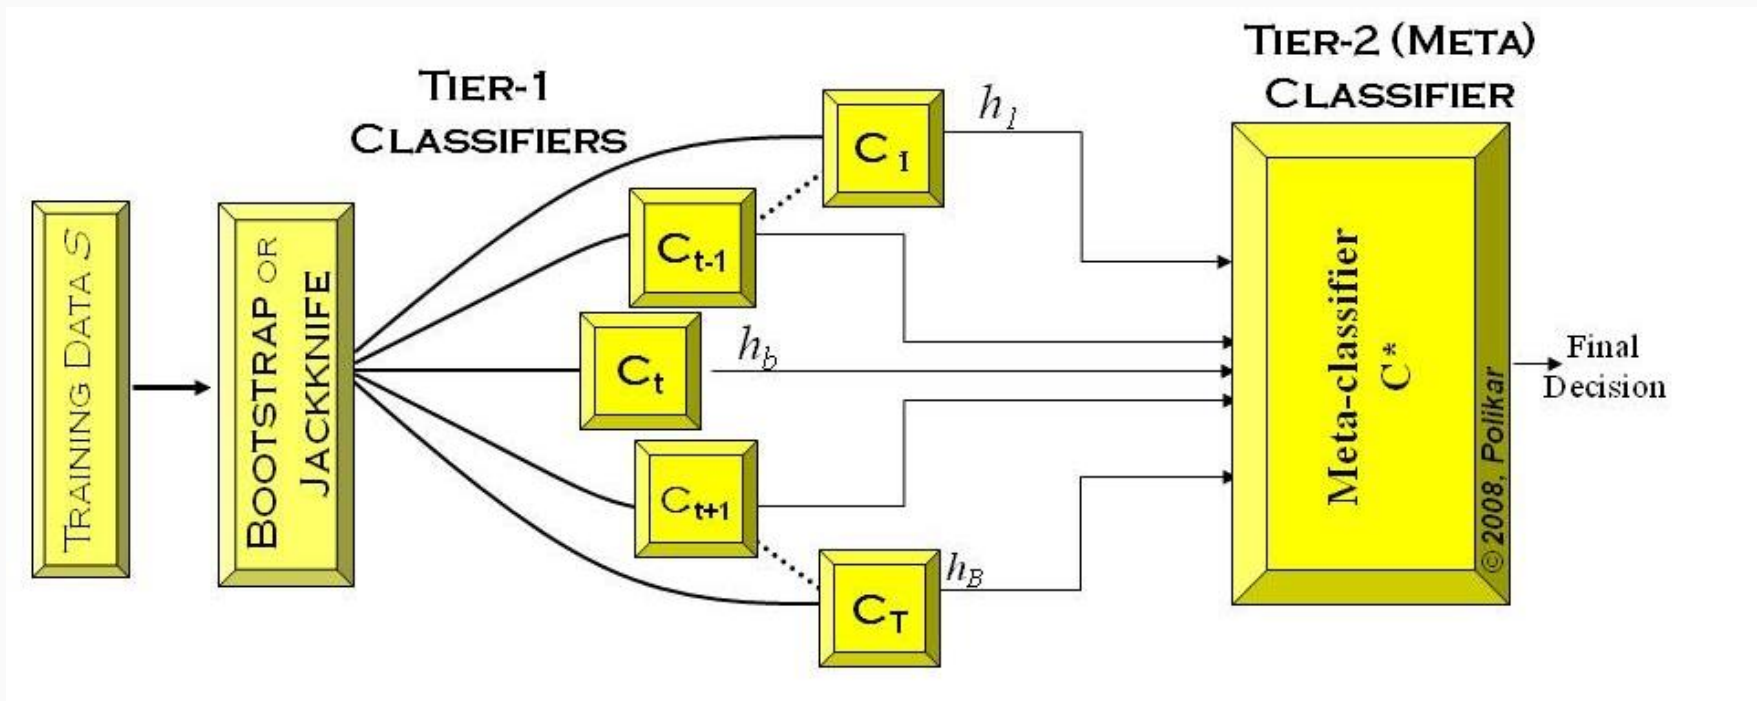 TIER-1
CLASSIFIERS
TIER-2 (META)
CLASSIFIER
TRAINING DATA S
BOOTSTRAP OR
JACKKNIFE
C1
h1
Ct-1
Ct
hb
Ct+1
CT
hB
Meta-classifier
C*
© 2008, Polikar
Final
Decision